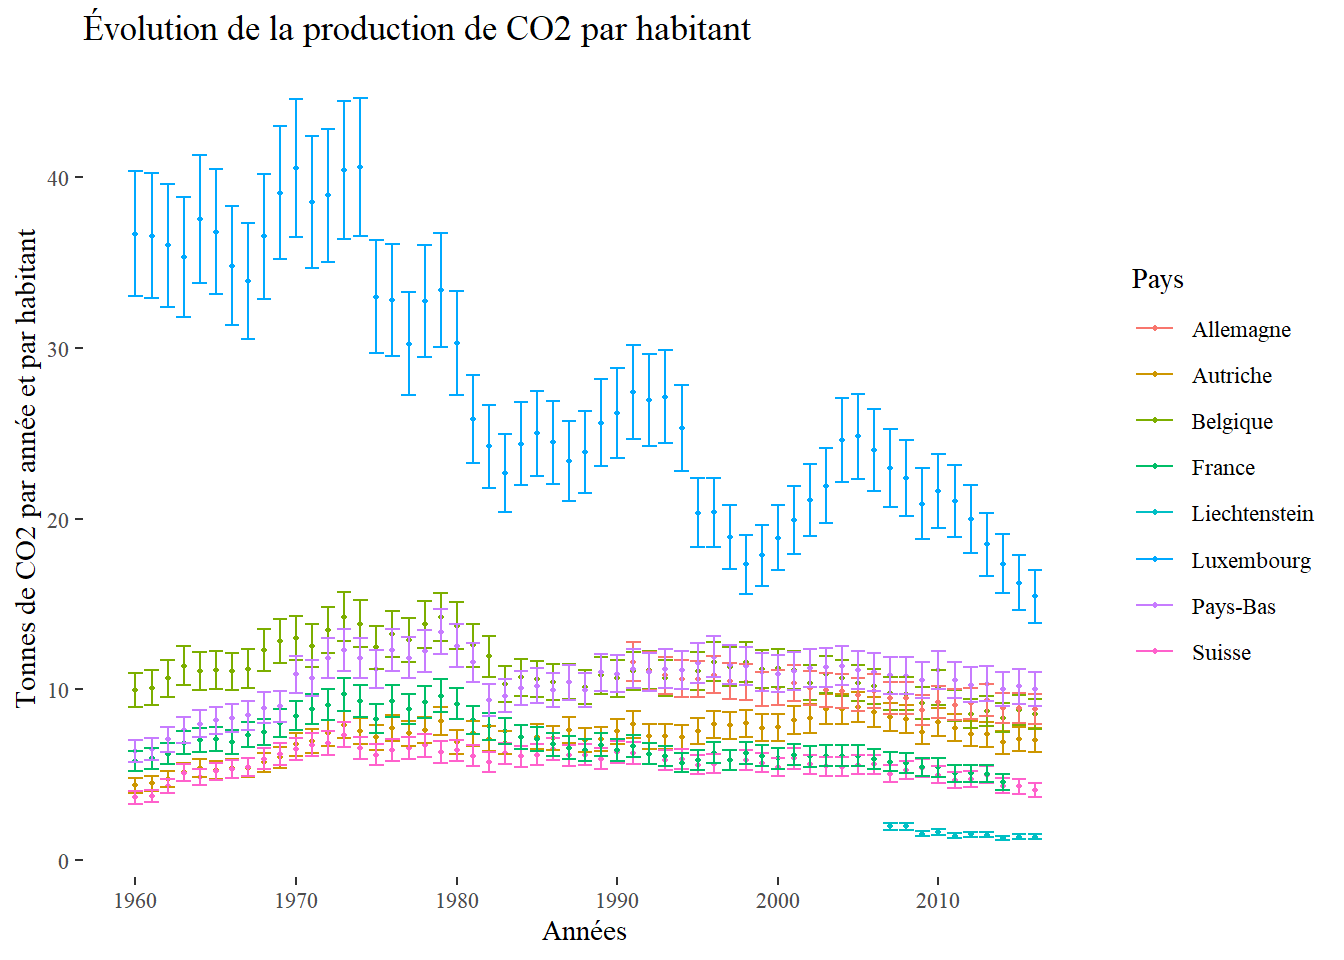 Évolution de la production de CO2 par habitant
Tonnes de CO2 par année et par habitant
40
30
20
10
0
1960 1970 1980 1990 2000 2010
Années
Pays
Allemagne
Autriche
Belgique
France
Liechtenstein
Luxembourg
Pays-Bas
Suisse